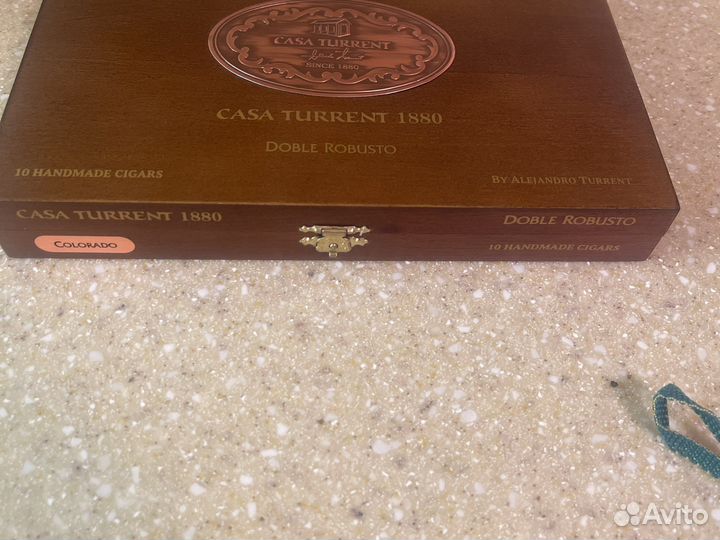 CASA TURRENT
SINCE 1880
CASA TURRENT 1880
DOBLE ROBUSTO
10 HANDMADE CIGARS
BY ALEJANDRO TURRENT
CASA TURRENT 1880
DOBLE ROBUSTO
COLORADO
10 HANDMADE CIGARS
Avito